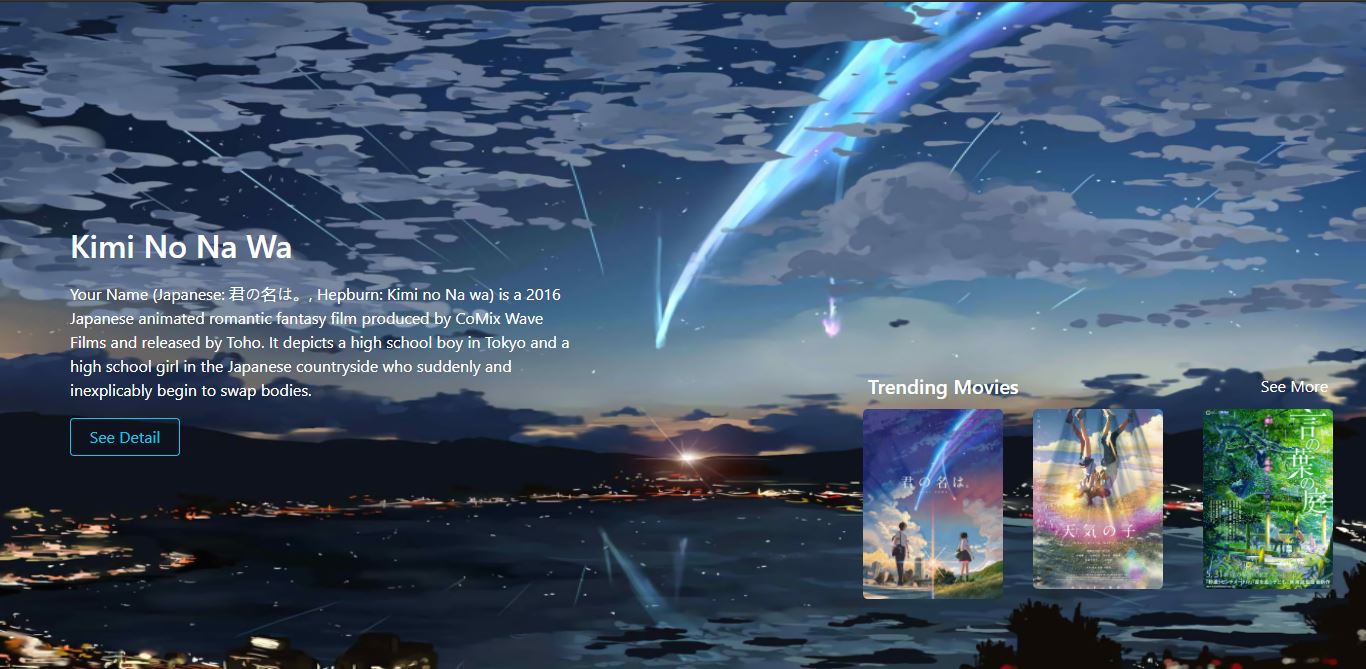 Kimi No Na Wa
Your Name (Japanese: 君の名は。, Hepburn: Kimi no Na wa) is a 2016
Japanese animated romantic fantasy film produced by CoMix Wave
Films and released by Toho. It depicts a high school boy in Tokyo and a
high school girl in the Japanese countryside who suddenly and
inexplicably begin to swap bodies.
See Detail
Trending Movies
See More
君の名は。
天気の子
言の葉の庭